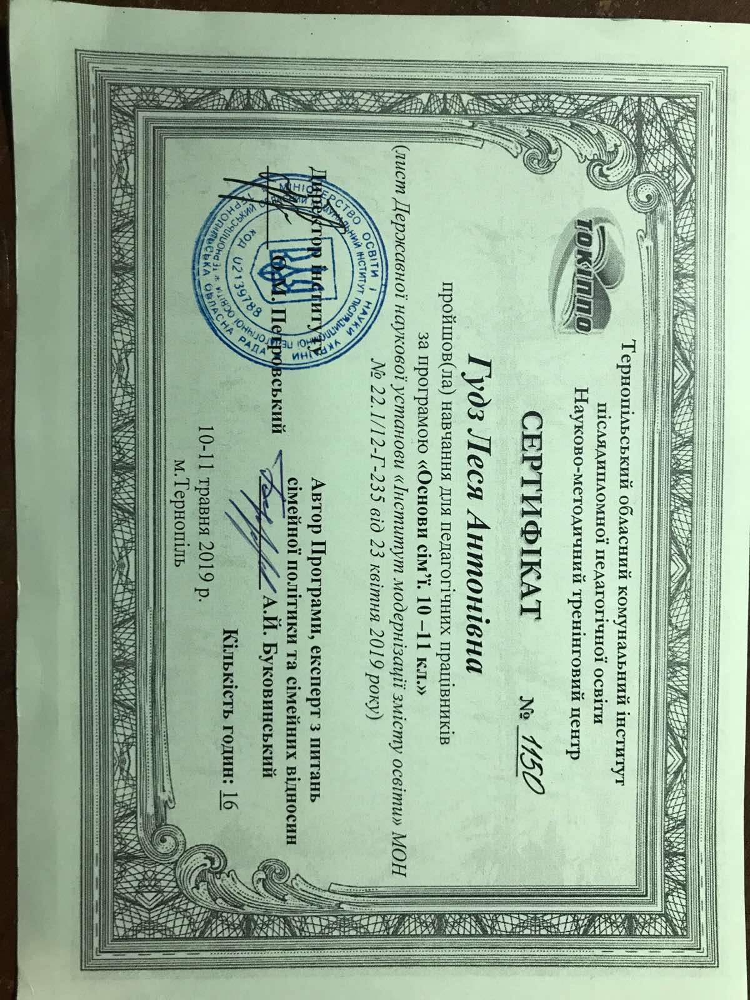 ТОКІППО
Тернопільський обласний комунальний інститут
післядипломної педагогічної освіти
Науково-методичний тренінговий центр
СЕРТИФІКАТ № 1150
Гудз Леся Антонівна
пройшов(ла) навчання для педагогічних працівників
за програмою «Основи сім’ї. 10 –11 кл.»
(лист Державної наукової установи «Інститут модернізації змісту освіти» МОН
№ 22.1/12-Г-235 від 23 квітня 2019 року)
Директор інституту
О.М. Петровський
МІНІСТЕРСТВО ОСВІТИ І НАУКИ УКРАЇНИ
ТЕРНОПІЛЬСЬКА ОБЛАСНА РАДА
ТЕРНОПІЛЬСЬКИЙ ОБЛАСНИЙ КОМУНАЛЬНИЙ ІНСТИТУТ ПІСЛЯДИПЛОМНОЇ ПЕДАГОГІЧНОЇ ОСВІТИ
КОД 02139788
Автор Програми, експерт з питань
сімейної політики та сімейних відносин
А.Й. Буковинський
Кількість годин: 16
10-11 травня 2019 р.
м.Тернопіль